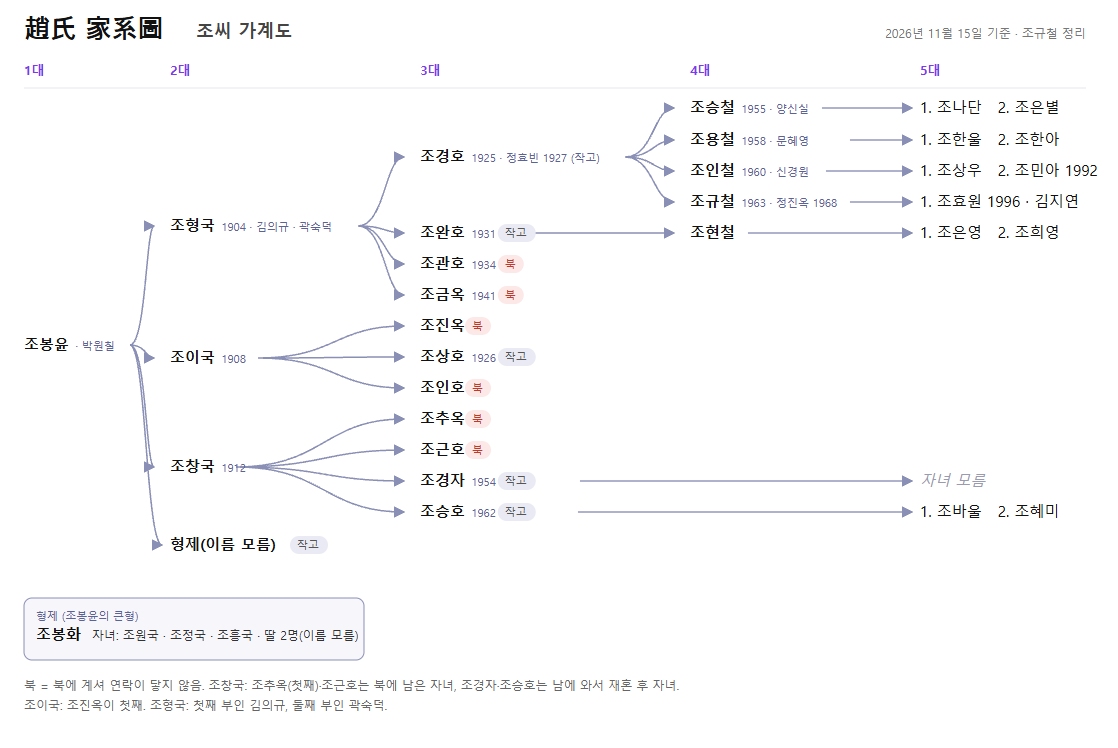 趙氏 家系圖 조씨 가계도
2026년 11월 15일 기준 · 조규철 정리
1대 2대 3대 4대 5대
조승철 1955 · 양신실 1. 조나단 2. 조은별
조용철 1958 · 문혜영 1. 조한울 2. 조한아
조경호 1925 · 정효빈 1927 (작고)
조인철 1960 · 신경원 1. 조상우 2. 조민아 1992
조규철 1963 · 정진옥 1968 1. 조효원 1996 · 김지연
조형국 1904 · 김의규 · 곽숙덕
조완호 1931 작고 조현철 1. 조은영 2. 조희영
조관호 1934 북
조금옥 1941 북
조진옥 북
조봉윤 · 박원칠
조이국 1908 조상호 1926 작고
조인호 북
조추옥 북
조근호 북
조창국 1912
조경자 1954 작고 자녀 모름
조승호 1962 작고 1. 조바울 2. 조혜미
형제(이름 모름) 작고
형제 (조봉윤의 큰형)
조봉화 자녀: 조원국 · 조정국 · 조흥국 · 딸 2명(이름 모름)
북 = 북에 계셔 연락이 닿지 않음. 조창국: 조추옥(첫째)·조근호는 북에 남은 자녀, 조경자·조승호는 남에 와서 재혼 후 자녀.
조이국: 조진옥이 첫째. 조형국: 첫째 부인 김의규, 둘째 부인 곽숙덕.